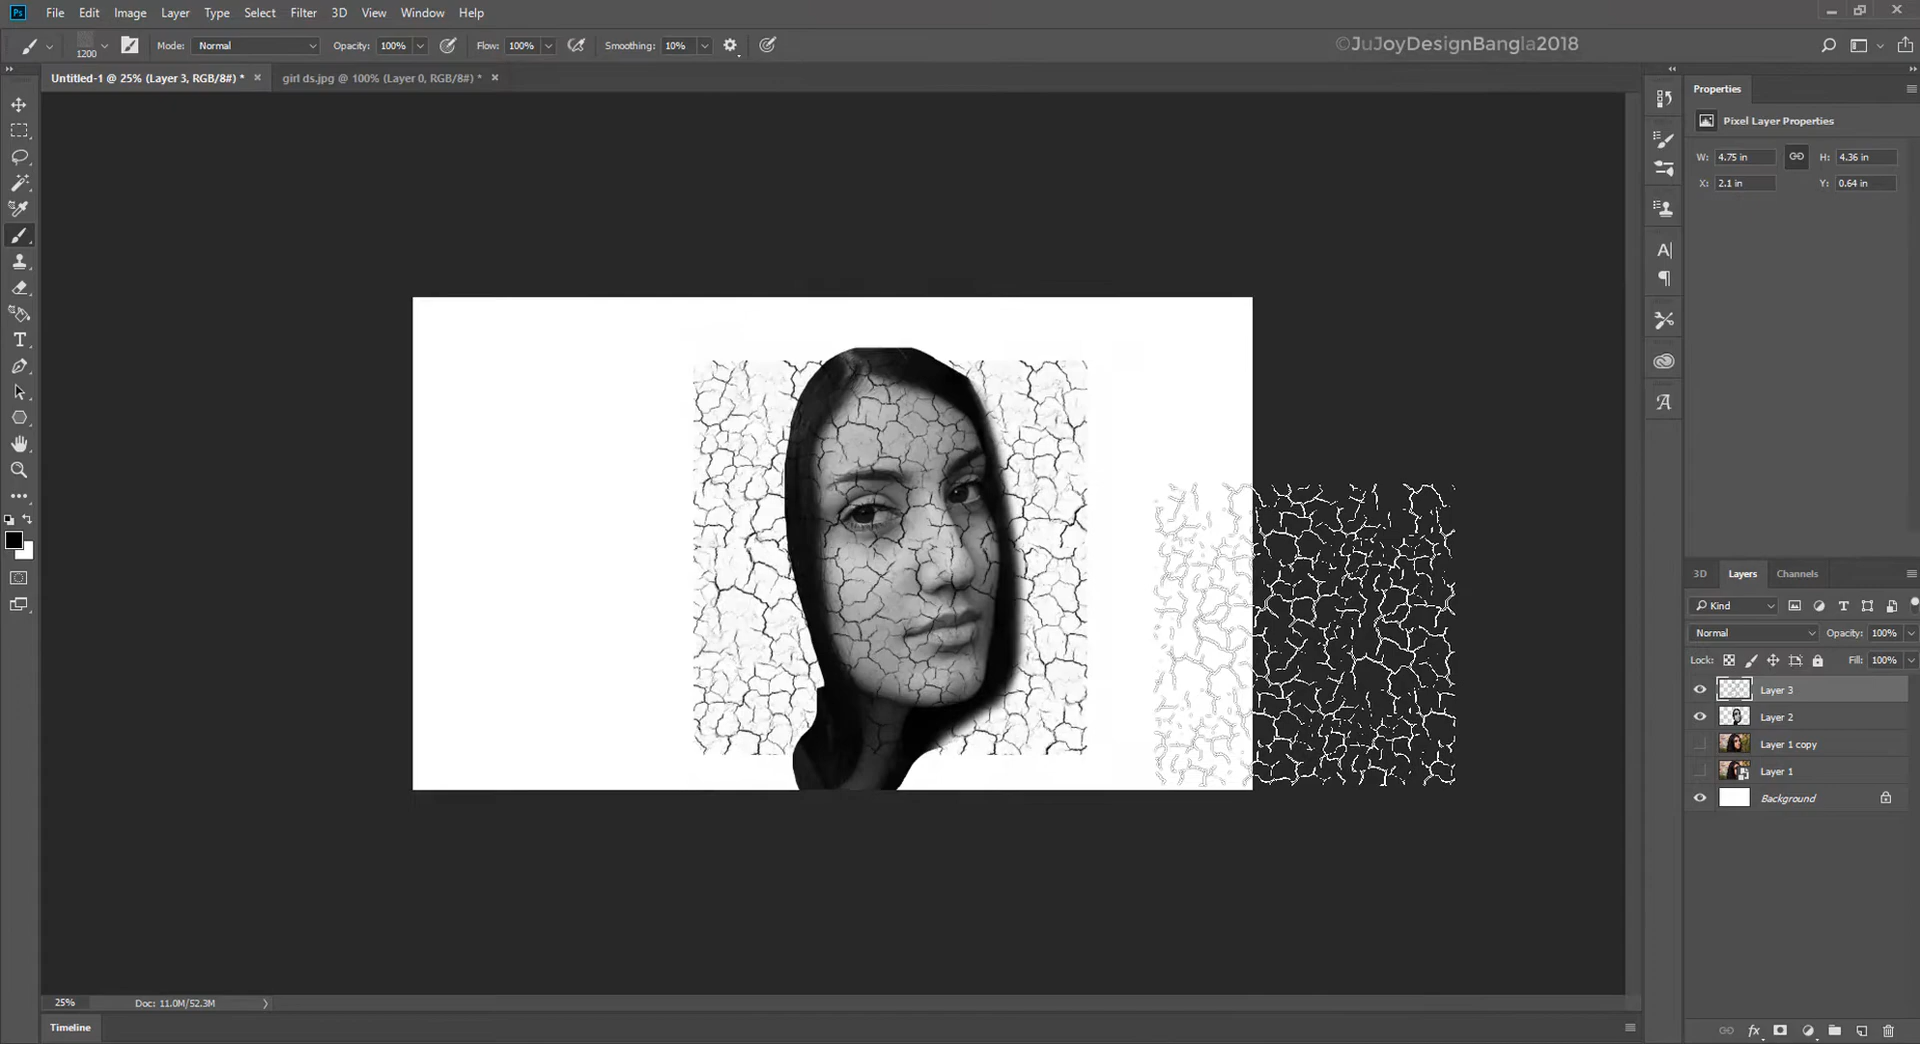 Ps File Edit Image Layer Type Select Filter 3D View Window Help
1200 Mode: Normal Opacity: 100% Flow: 100% Smoothing: 10% ©JuJoyDesignBangla2018
Untitled-1 @ 25% (Layer 3, RGB/8#) * girl ds.jpg @ 100% (Layer 0, RGB/8#) *
Properties
Pixel Layer Properties
W: 4.75 in H: 4.36 in
X: 2.1 in Y: 0.64 in
3D Layers Channels
Kind
Normal Opacity: 100%
Lock: Fill: 100%
Layer 3
Layer 2
Layer 1 copy
Layer 1
Background
fx
25% Doc: 11.0M/52.3M
Timeline